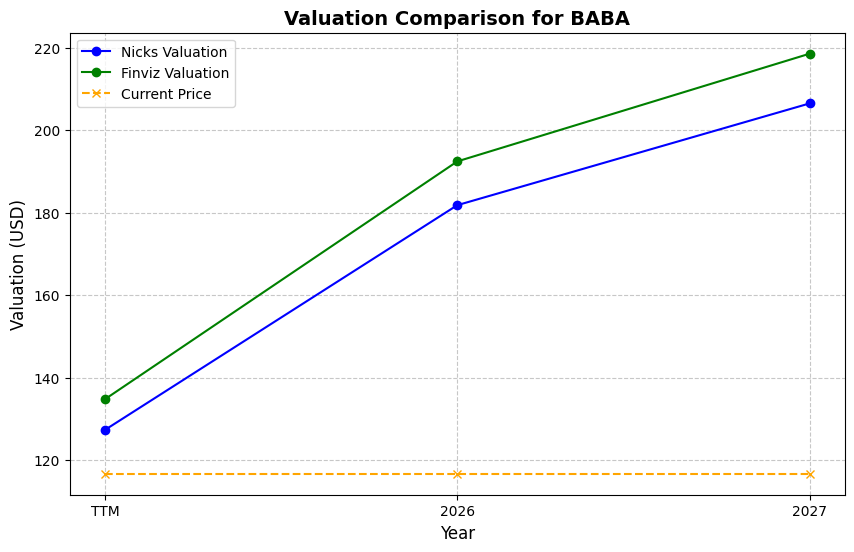 Valuation Comparison for BABA
Nicks Valuation
Finviz Valuation
Current Price
Valuation (USD)
220
200
180
160
140
120
TTM
2026
2027
Year